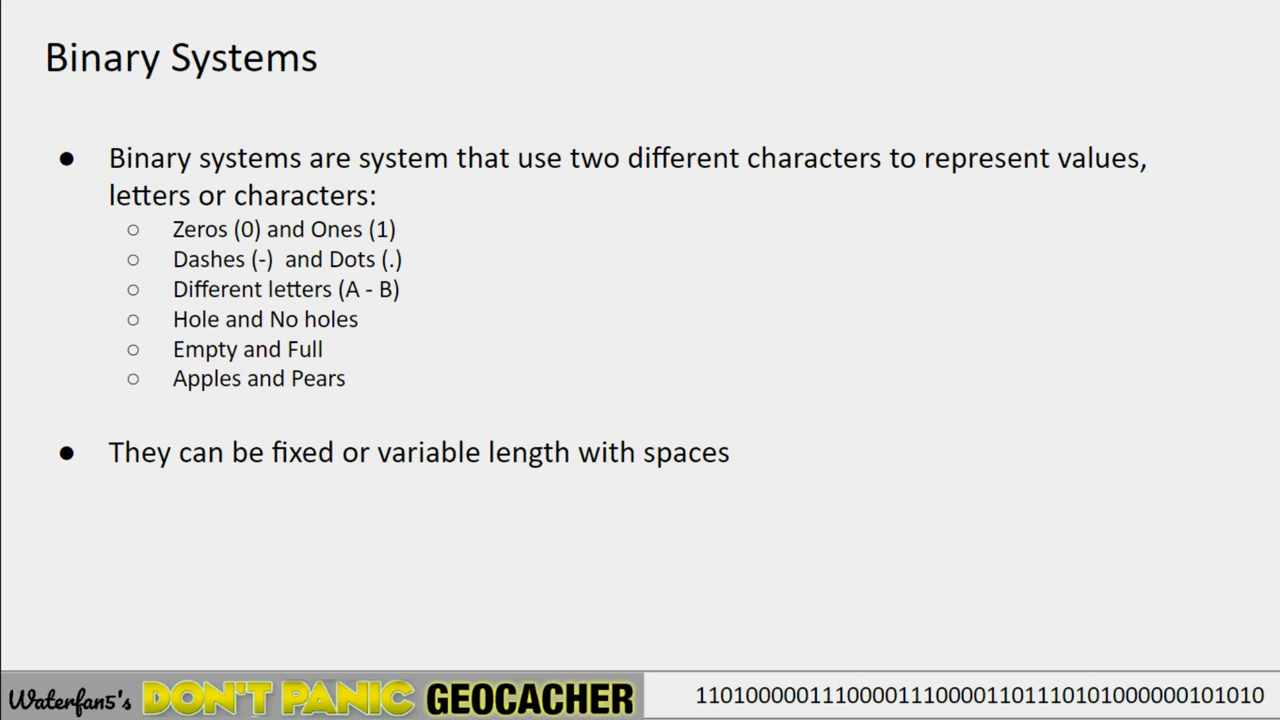 Binary Systems
● Binary systems are system that use two different characters to represent values,
letters or characters:
○ Zeros (0) and Ones (1)
○ Dashes (-)  and Dots (.)
○ Different letters (A - B)
○ Hole and No holes
○ Empty and Full
○ Apples and Pears
● They can be fixed or variable length with spaces
Waterfan5's DON'T PANIC GEOCACHER
110100000111000011100001101110101000000101010